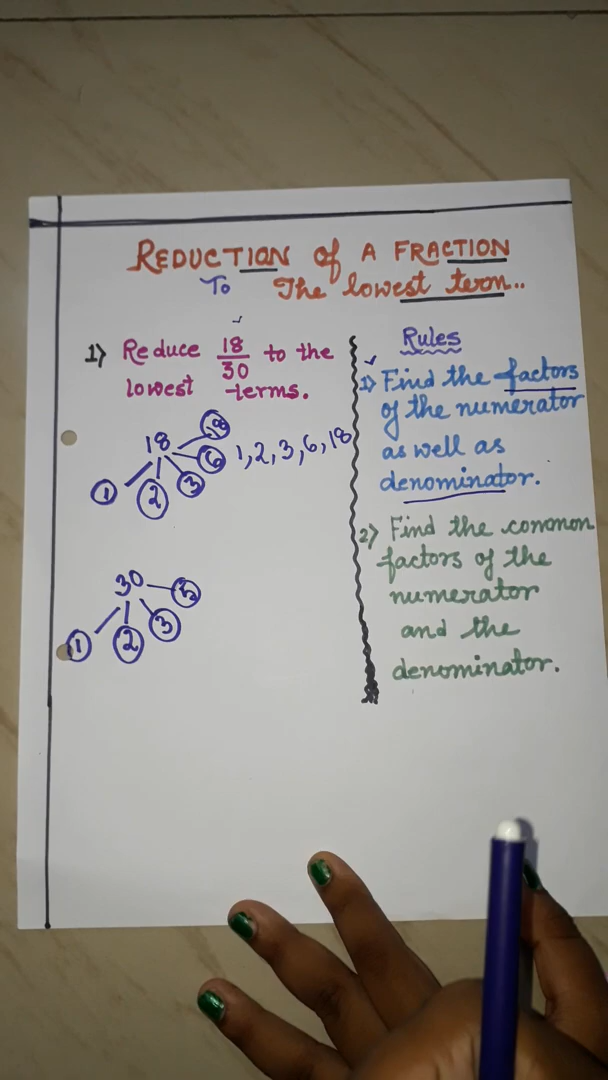 REDUCTION of A FRACTION
To The lowest term..
1) Reduce 18/30 to the
lowest terms.
18
18
6
3
2
1
1, 2, 3, 6, 18
30
5
3
2
1
Rules
1) Find the factors
of the numerator
as well as
denominator.
2) Find the common
factors of the
numerator
and the
denominator.